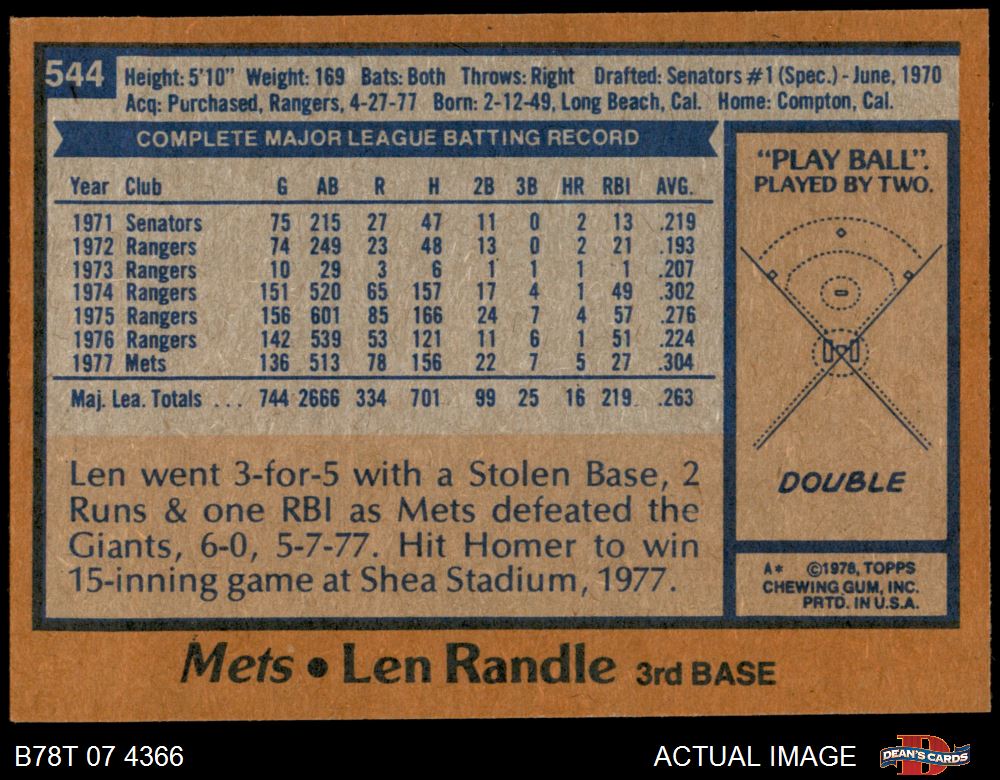 544
Height: 5'10" Weight: 169 Bats: Both Throws: Right Drafted: Senators #1 (Spec.) - June, 1970
Acq: Purchased, Rangers, 4-27-77 Born: 2-12-49, Long Beach, Cal. Home: Compton, Cal.
COMPLETE MAJOR LEAGUE BATTING RECORD
Year Club G AB R H 2B 3B HR RBI AVG.
1971 Senators 75 215 27 47 11 0 2 13 .219
1972 Rangers 74 249 23 48 13 0 2 21 .193
1973 Rangers 10 29 3 6 1 1 1 1 .207
1974 Rangers 151 520 65 157 17 4 1 49 .302
1975 Rangers 156 601 85 166 24 7 4 57 .276
1976 Rangers 142 539 53 121 11 6 1 51 .224
1977 Mets 136 513 78 156 22 7 5 27 .304
Maj. Lea. Totals ... 744 2666 334 701 99 25 16 219 .263
Len went 3-for-5 with a Stolen Base, 2
Runs & one RBI as Mets defeated the
Giants, 6-0, 5-7-77. Hit Homer to win
15-inning game at Shea Stadium, 1977.
"PLAY BALL".
PLAYED BY TWO.
DOUBLE
A* ©1978, TOPPS
CHEWING GUM, INC.
PRTD. IN U.S.A.
Mets • Len Randle 3rd BASE
B78T 07 4366
ACTUAL IMAGE
D
DEAN'S CARDS